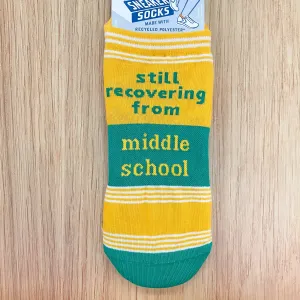 SNEAKER
SOCKS
MADE WITH
RECYCLED POLYESTER*
still
recovering
from
middle
school